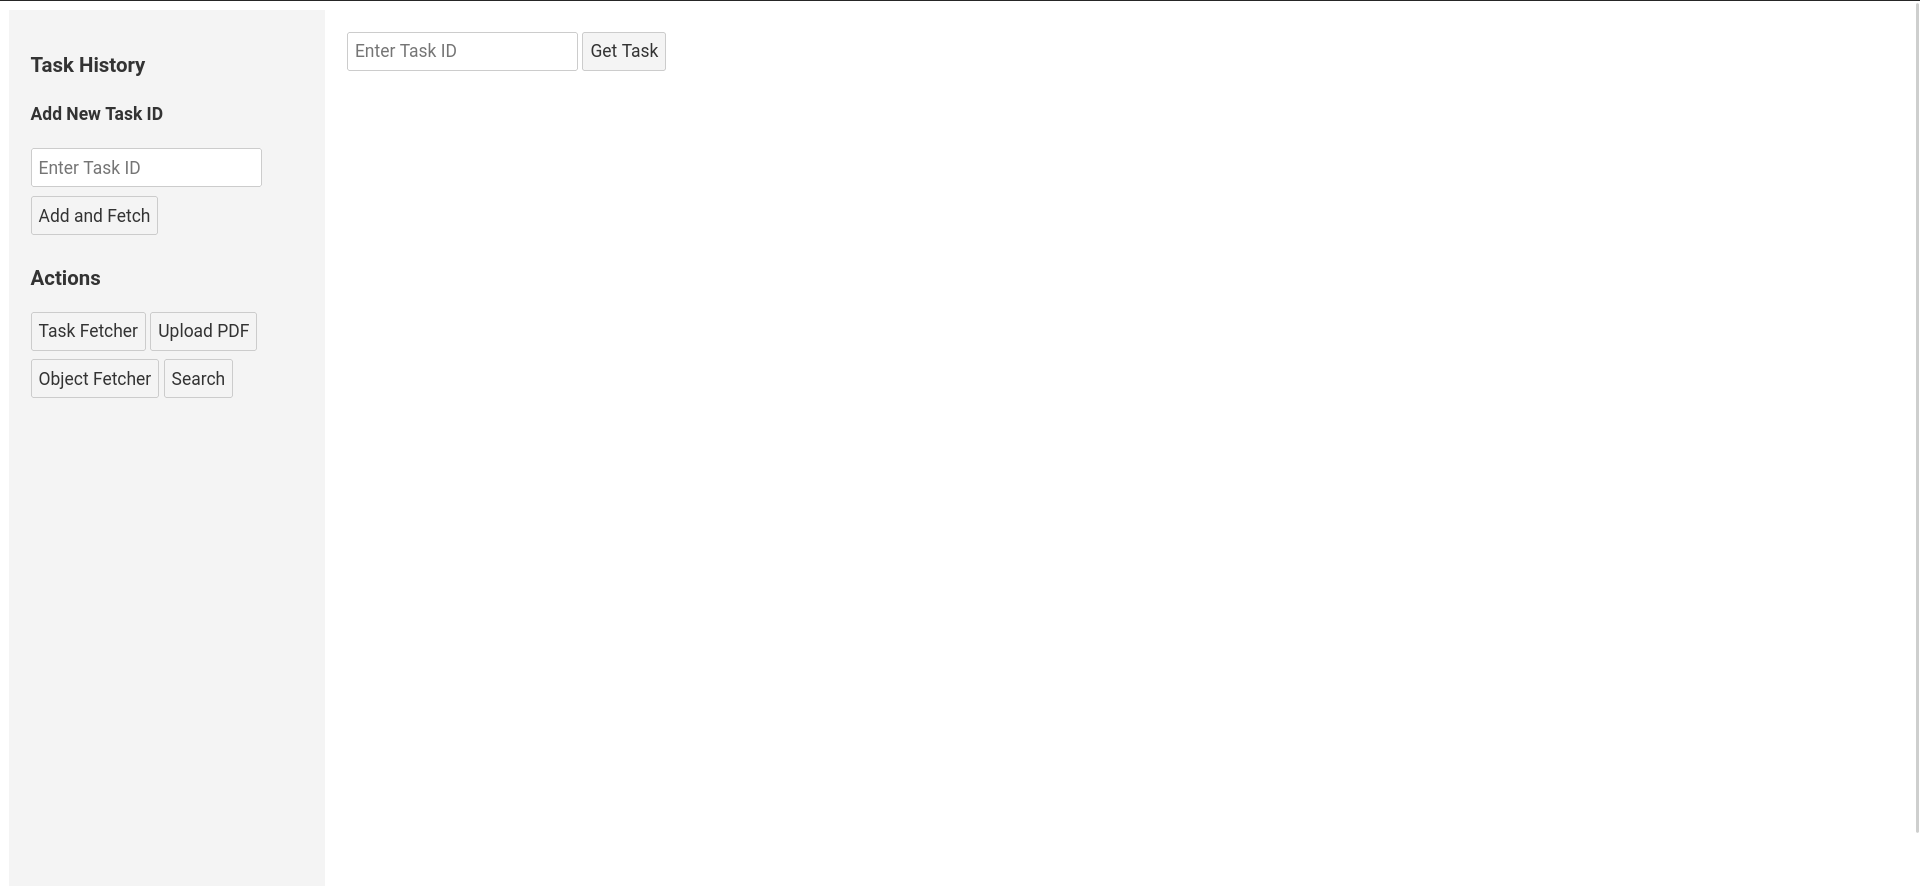 Task History
Add New Task ID
Enter Task ID
Add and Fetch
Actions
Task Fetcher Upload PDF
Object Fetcher Search
Enter Task ID Get Task